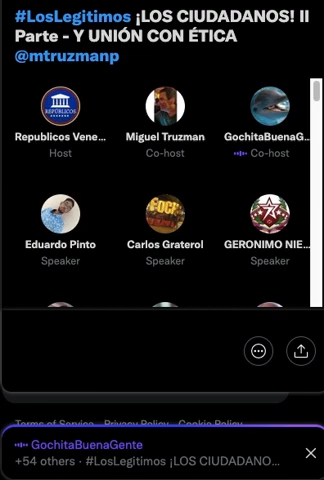 #LosLegitimos ¡LOS CIUDADANOS! II
Parte - Y UNIÓN CON ÉTICA
@mtruzmanp
REPÚBLICOS
Republicos Vene... Miguel Truzman GochitaBuenaG...
Host Co-host Co-host
Eduardo Pinto Carlos Graterol GERONIMO NIE...
Speaker Speaker Speaker
Terms of Service Privacy Policy Cookie Policy
GochitaBuenaGente
+54 others · #LosLegitimos ¡LOS CIUDADANO...